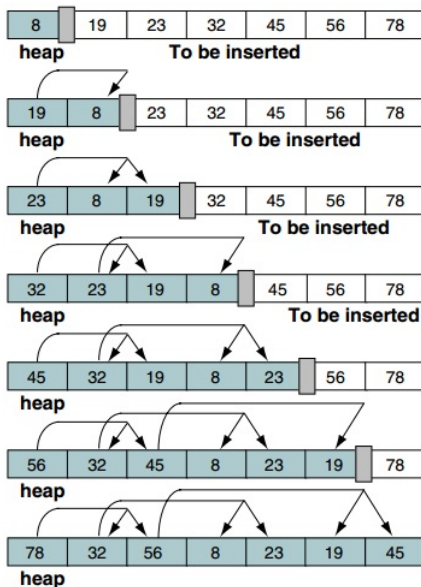 8 19 23 32 45 56 78
heap To be inserted
19 8 23 32 45 56 78
heap To be inserted
23 8 19 32 45 56 78
heap To be inserted
32 23 19 8 45 56 78
heap To be inserted
45 32 19 8 23 56 78
heap
56 32 45 8 23 19 78
heap
78 32 56 8 23 19 45
heap